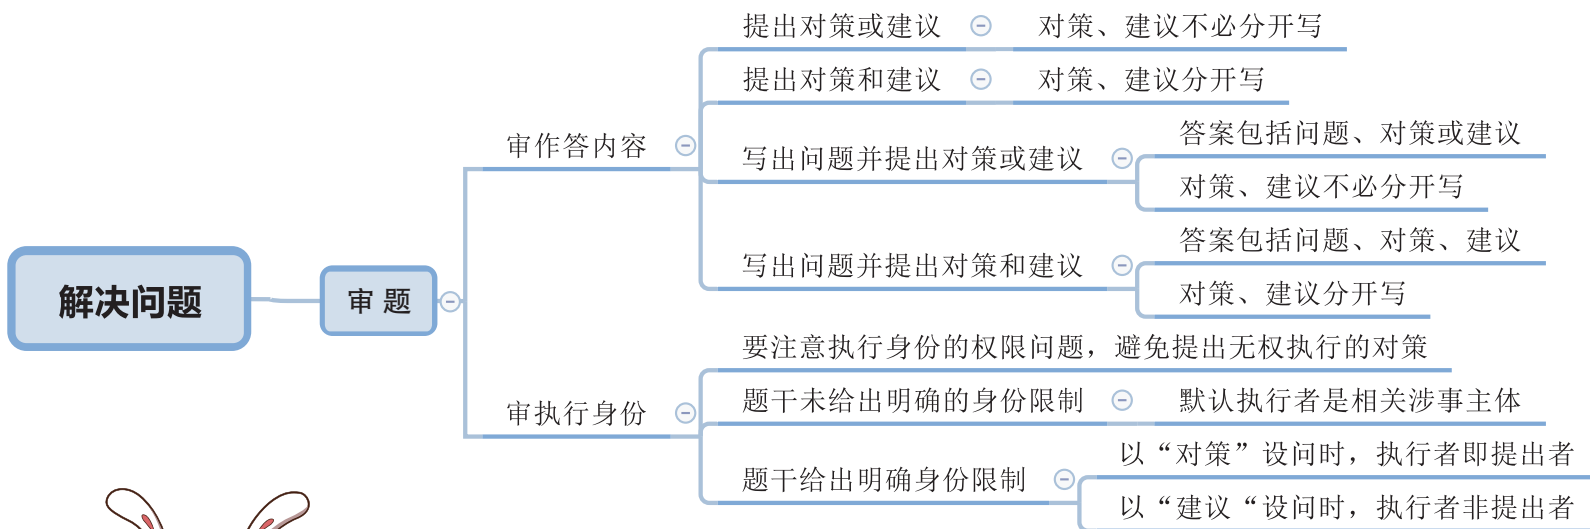 解决问题
审题
审作答内容
提出对策或建议
对策、建议不必分开写
提出对策和建议
对策、建议分开写
写出问题并提出对策或建议
答案包括问题、对策或建议
对策、建议不必分开写
写出问题并提出对策和建议
答案包括问题、对策、建议
对策、建议分开写
审执行身份
要注意执行身份的权限问题，避免提出无权执行的对策
题干未给出明确的身份限制
默认执行者是相关涉事主体
题干给出明确身份限制
以“对策”设问时，执行者即提出者
以“建议“设问时，执行者非提出者